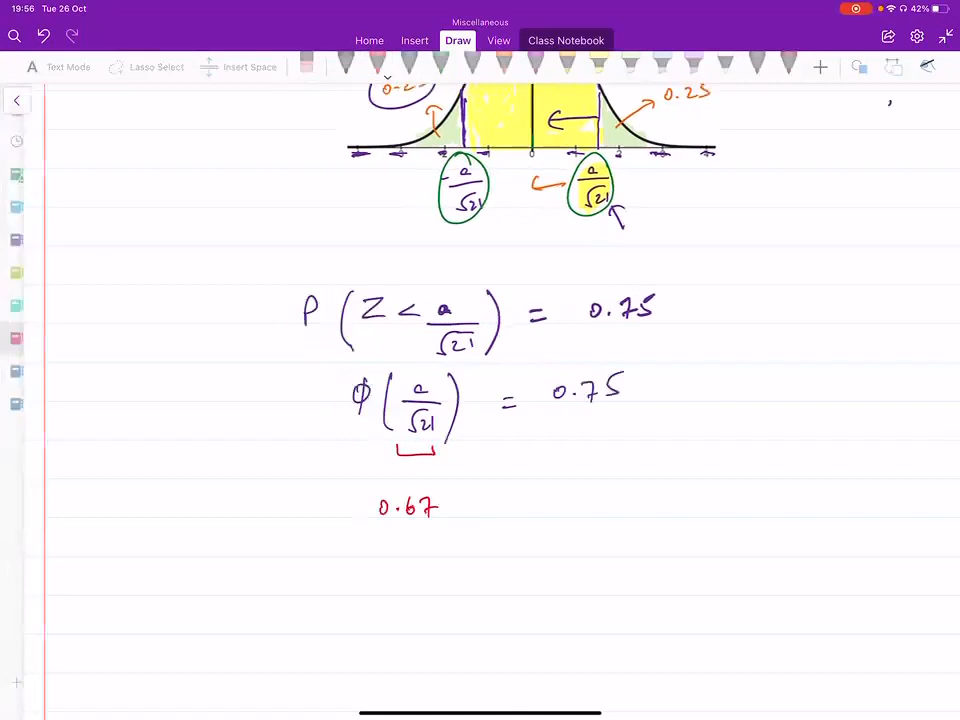 19:56 Tue 26 Oct
42%
Miscellaneous
Home Insert Draw View Class Notebook
Text Mode Lasso Select Insert Space
0.25
-a/√21
a/√21
P (Z < a/√21) = 0.75
Φ (a/√21) = 0.75
0.67